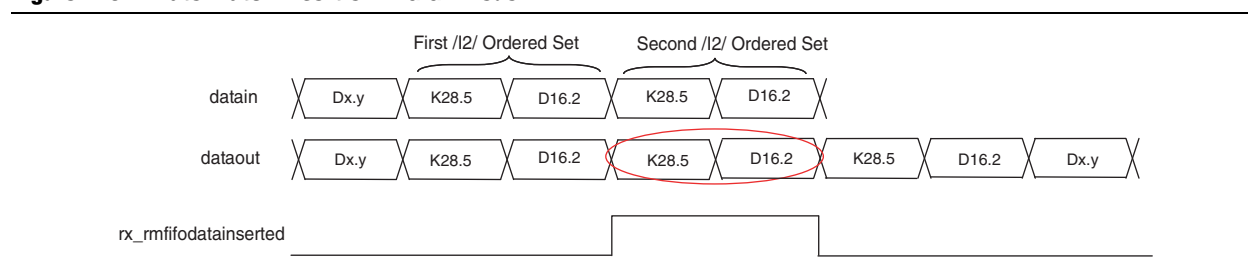 First /I2/ Ordered Set Second /I2/ Ordered Set
datain Dx.y K28.5 D16.2 K28.5 D16.2
dataout Dx.y K28.5 D16.2 K28.5 D16.2 K28.5 D16.2 Dx.y
rx_rmfifodatainserted